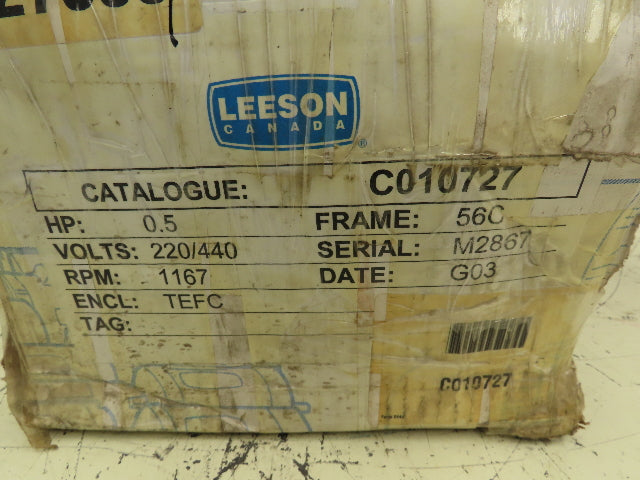 LEESON
CANADA
®
CATALOGUE: C010727
HP: 0.5 FRAME: 56C
VOLTS: 220/440 SERIAL: M2867
RPM: 1167 DATE: G03
ENCL: TEFC
TAG:
C010727